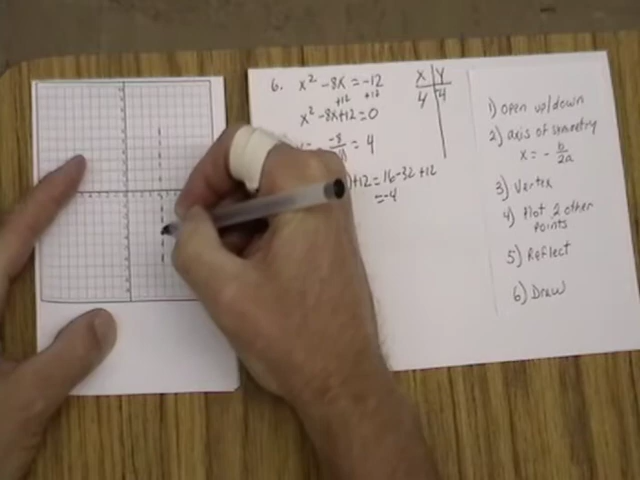 6. x² -8x = -12
+12 +12
x² -8x+12=0
-8 = 4
)+12 = 16-32+12
=-4
X Y
4 4
1) Open up/down
2) axis of symmetry
x = - b/2a
3) Vertex
4) Plot 2 other
points
5) Reflect
6) Draw